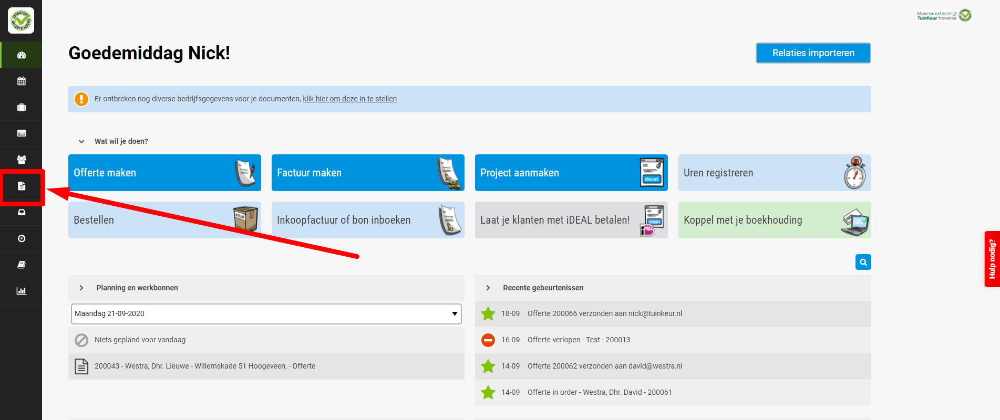 TUINKEUR
GECERTIFICEERD
Meer tuinplezier met een
TuinKeur-hovenier
Goedemiddag Nick!
Relaties importeren
Er ontbreken nog diverse bedrijfsgegevens voor je documenten, klik hier om deze in te stellen
Wat wil je doen?
Offerte maken
Factuur maken
Project aanmaken
Akkoord
Uren registreren
Bestellen
Inkoopfactuur of bon inboeken
Laat je klanten met iDEAL betalen!
Koppel met je boekhouding
Hulp nodig?
Planning en werkbonnen
Maandag 21-09-2020
Niets gepland voor vandaag
200043 - Westra, Dhr. Lieuwe - Willemskade 51 Hoogeveen, - Offerte
Recente gebeurtenissen
18-09 Offerte 200066 verzonden aan nick@tuinkeur.nl
16-09 Offerte verlopen - Test - 200013
14-09 Offerte 200062 verzonden aan david@westra.nl
14-09 Offerte in order - Westra, Dhr. David - 200061